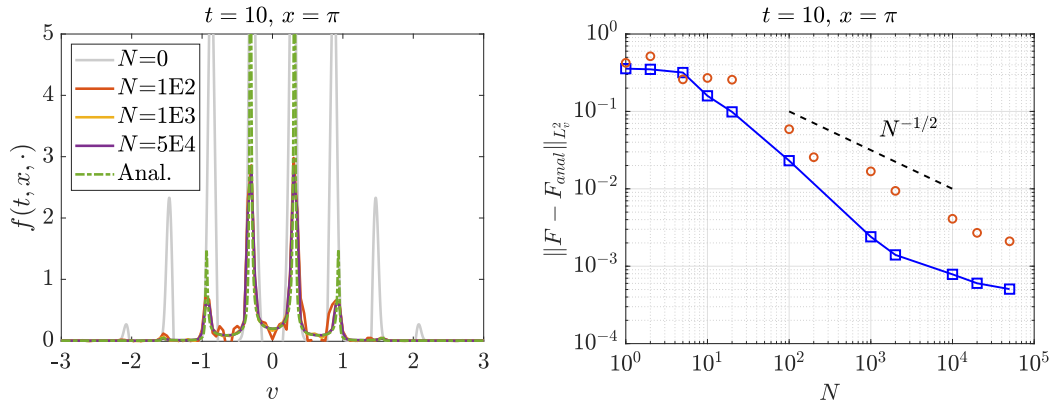 t = 10, x = π
f(t, x, ·)
5
4
3
2
1
0
N=0
N=1E2
N=1E3
N=5E4
Anal.
-3 -2 -1 0 1 2 3
v
t = 10, x = π
‖F − F_{anal}‖_{L_v^2}
10^0
10^{-1}
10^{-2}
10^{-3}
10^{-4}
N^{-1/2}
10^0 10^1 10^2 10^3 10^4 10^5
N